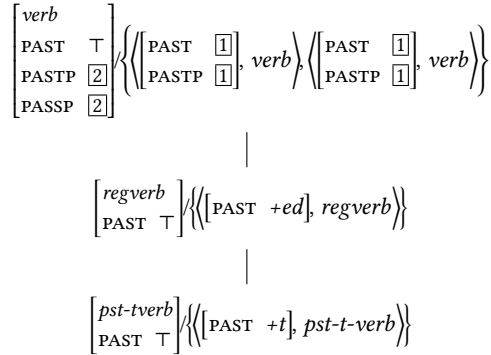 verb
PAST ⊤
PASTP 2
PASSP 2
/{⟨[PAST 1
PASTP 1], verb⟩, ⟨[PAST 1
PASTP 1], verb⟩}
regverb
PAST ⊤
/{⟨[PAST +ed], regverb⟩}
pst-tverb
PAST ⊤
/{⟨[PAST +t], pst-t-verb⟩}